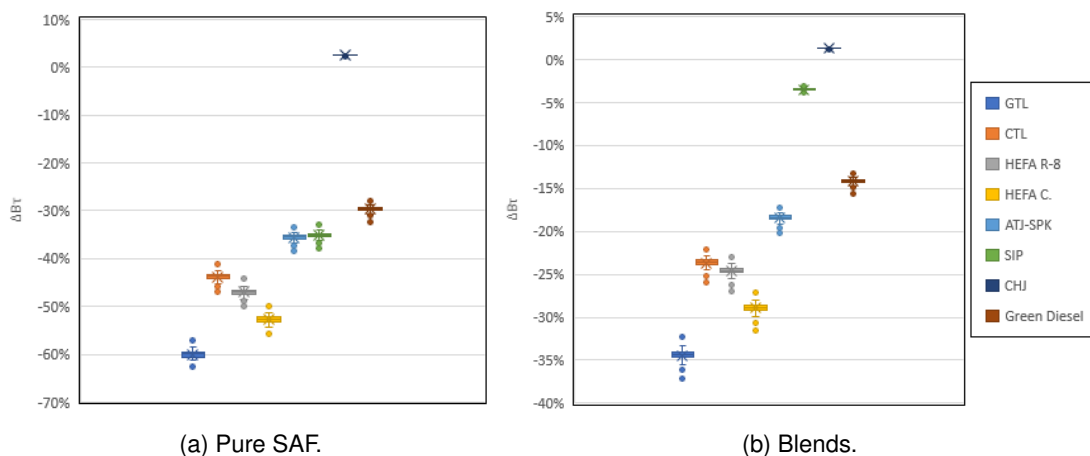 10%
0%
-10%
-20%
-30%
-40%
-50%
-60%
-70%
ΔBτ
(a) Pure SAF.
5%
0%
-5%
-10%
-15%
-20%
-25%
-30%
-35%
-40%
ΔBτ
(b) Blends.
GTL
CTL
HEFA R-8
HEFA C.
ATJ-SPK
SIP
CHJ
Green Diesel